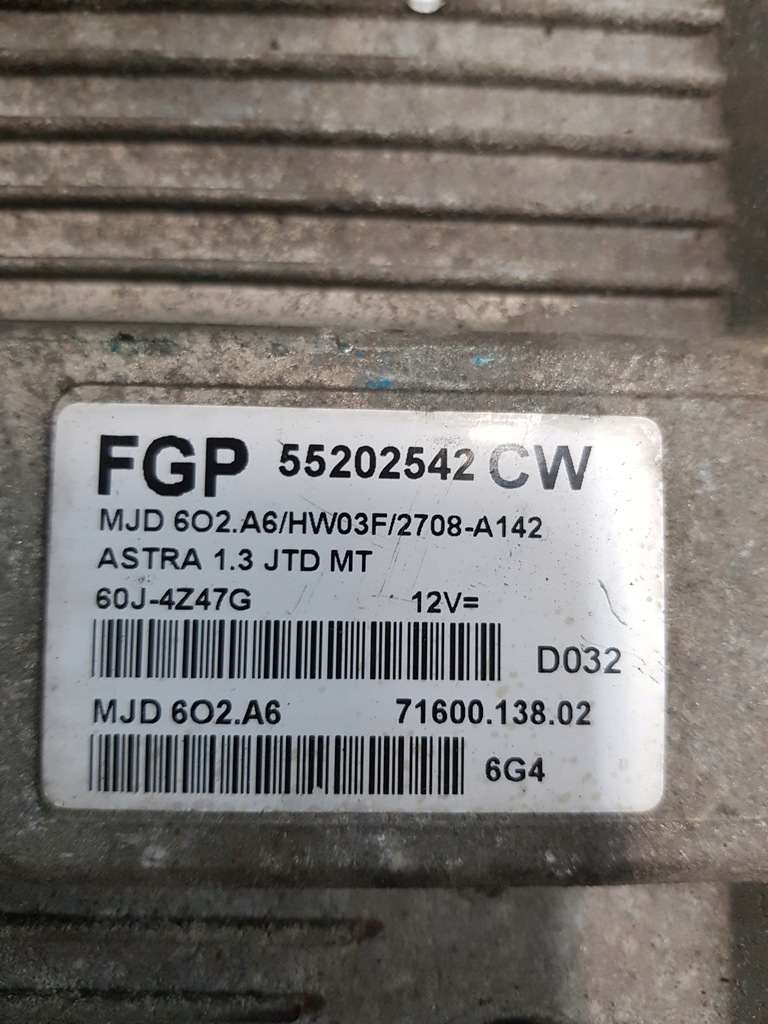 FGP 55202542 CW
MJD 6O2.A6/HW03F/2708-A142
ASTRA 1.3 JTD MT
60J-4Z47G 12V=
D032
MJD 6O2.A6 71600.138.02
6G4